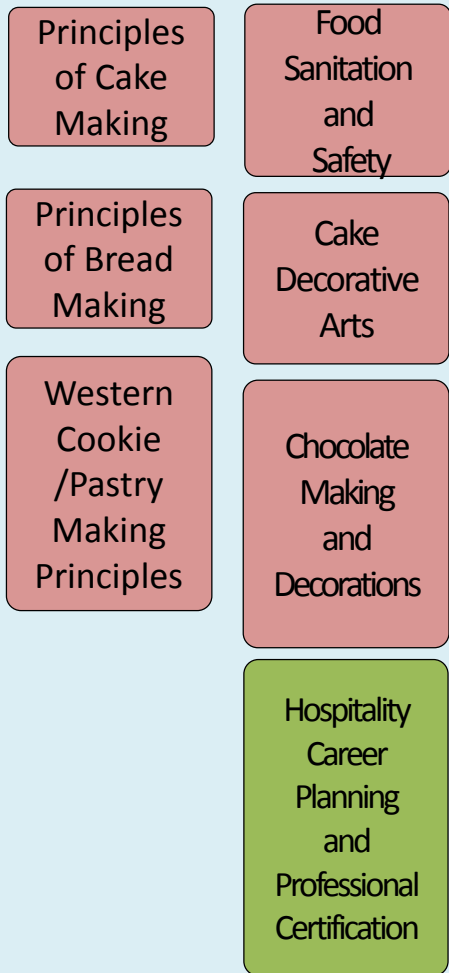 Principles
of Cake
Making
Principles
of Bread
Making
Western
Cookie
/Pastry
Making
Principles
Food
Sanitation
and
Safety
Cake
Decorative
Arts
Chocolate
Making
and
Decorations
Hospitality
Career
Planning
and
Professional
Certification